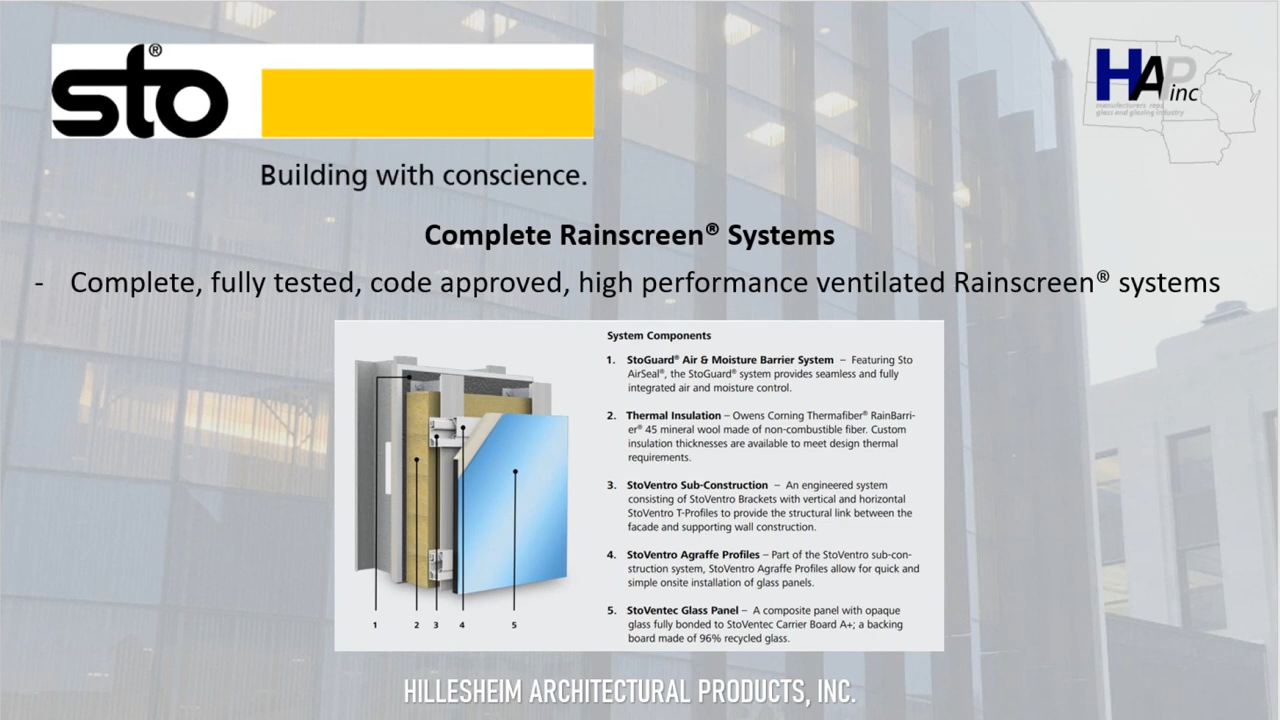 sto®
HAP inc
manufacturers reps
glass and glazing industry
Building with conscience.
Complete Rainscreen® Systems
- Complete, fully tested, code approved, high performance ventilated Rainscreen® systems
System Components
1. StoGuard® Air & Moisture Barrier System – Featuring Sto
AirSeal®, the StoGuard® system provides seamless and fully
integrated air and moisture control.
2. Thermal Insulation – Owens Corning Thermafiber® RainBarri-
er® 45 mineral wool made of non-combustible fiber. Custom
insulation thicknesses are available to meet design thermal
requirements.
3. StoVentro Sub-Construction – An engineered system
consisting of StoVentro Brackets with vertical and horizontal
StoVentro T-Profiles to provide the structural link between the
facade and supporting wall construction.
4. StoVentro Agraffe Profiles – Part of the StoVentro sub-con-
struction system, StoVentro Agraffe Profiles allow for quick and
simple onsite installation of glass panels.
5. StoVentec Glass Panel – A composite panel with opaque
glass fully bonded to StoVentec Carrier Board A+; a backing
board made of 96% recycled glass.
1 2 3 4 5
HILLESHEIM ARCHITECTURAL PRODUCTS, INC.